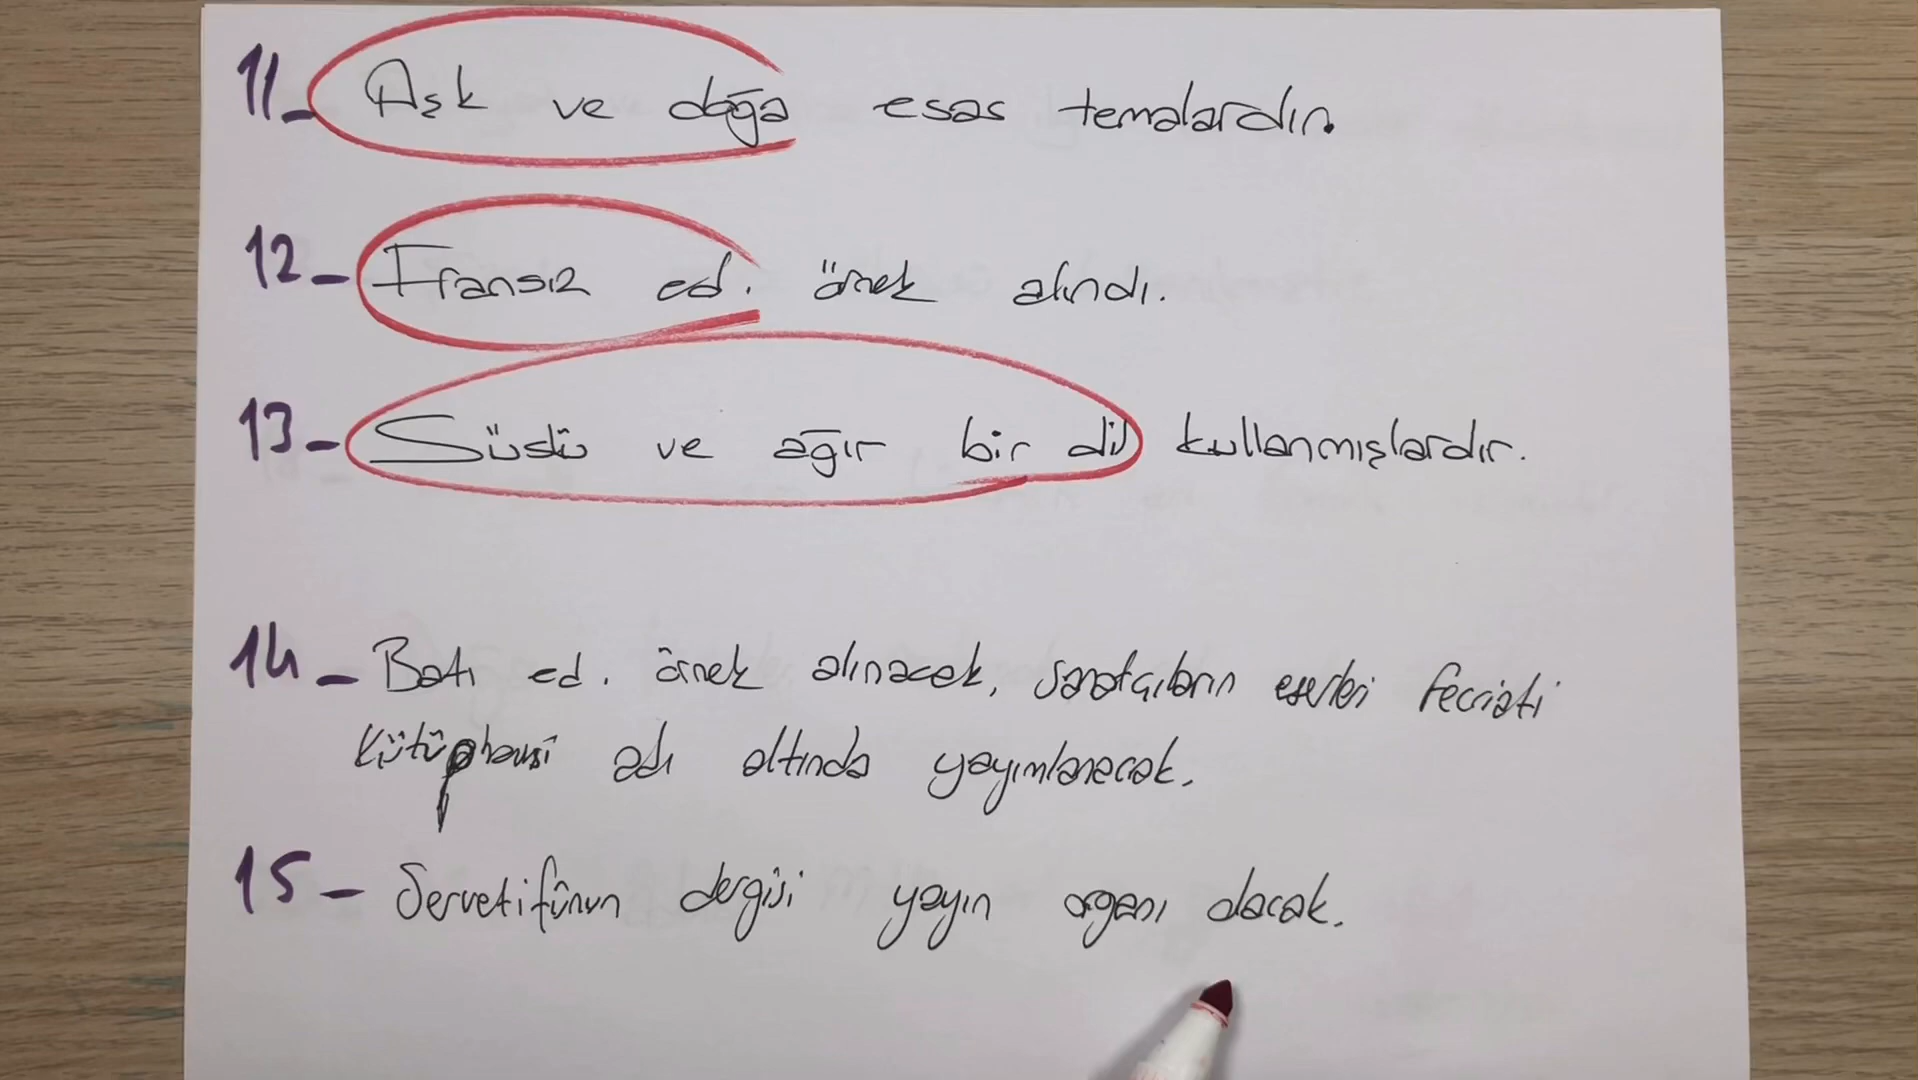 11- Aşk ve doğa esas temalardır.
12- Fransız ed. örnek alındı.
13- Süslü ve ağır bir dil kullanmışlardır.
14- Batı ed. örnek alınacak, sanatçıların eserleri Fecriati
Kütüphanesi adı altında yayımlanacak.
15- Servetifünun dergisi yayın organı olacak.